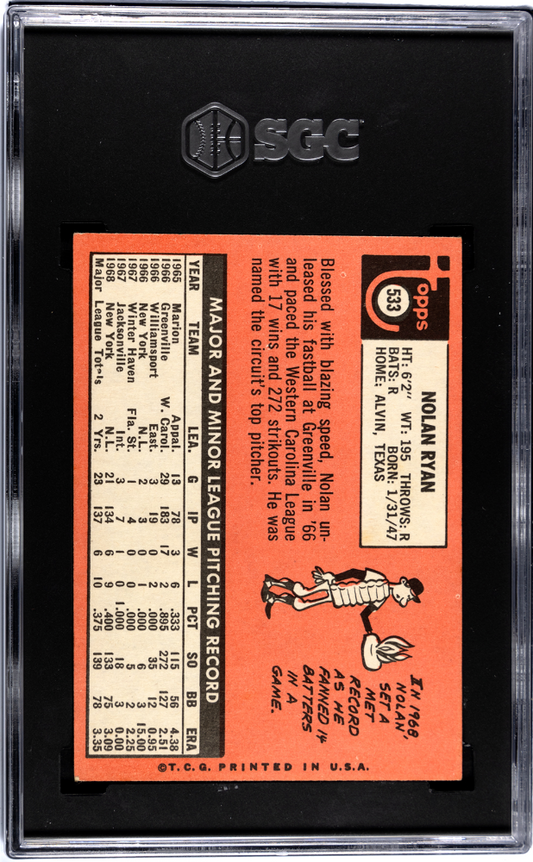 SGC
Topps
533
NOLAN RYAN
HT: 6'2" WT: 195 THROWS: R
BATS: R BORN: 1/31/47
HOME: ALVIN, TEXAS
Blessed with blazing speed, Nolan un-
leased his fastball at Greenville in '66
and paced the Western Carolina League
with 17 wins and 272 strikouts. He was
named the circuit's top pitcher.
IN 1968,
NOLAN
SET A
MET
RECORD
AS HE
FANNED 14
BATTERS
IN A
GAME.
MAJOR AND MINOR LEAGUE PITCHING RECORD
YEAR TEAM LEA. G IP W L PCT SO BB ERA
1965 Marion Appal. 13 78 3 6 .333 115 56 4.38
1966 Greenville W. Carol. 29 183 17 2 .895 272 127 2.51
1966 Williamsport East. 3 19 0 2 .000 35 12 0.95
1966 New York N.L. 2 3 0 1 .000 6 3 15.00
1967 Winter Haven Fla. St. 1 4 0 0 .000 5 2 2.25
1967 Jacksonville Int. 3 7 1 0 1.000 18 3 0.00
1968 New York N.L. 21 134 6 9 .400 133 75 3.09
Major League Tot'ls 2 Yrs. 23 137 6 10 .375 139 78 3.35
©T.C.G. PRINTED IN U.S.A.